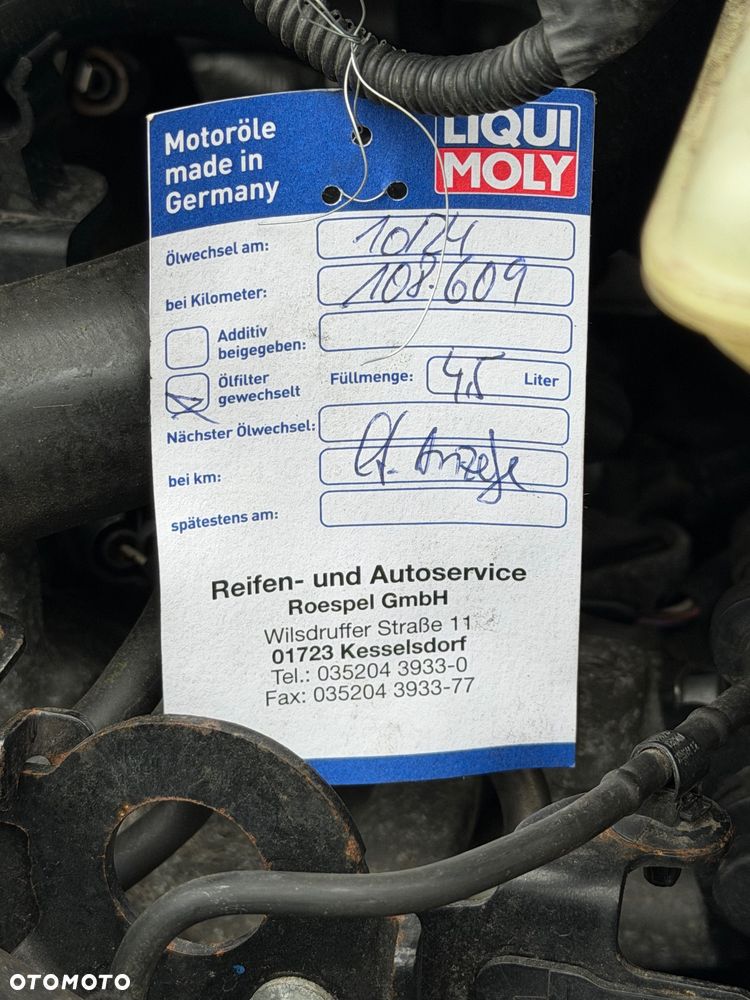 Motoröle
made in
Germany
LIQUI
MOLY
Ölwechsel am: 10/24
bei Kilometer: 108.609
Additiv
beigegeben:
Ölfilter
gewechselt
Füllmenge: 4,5 Liter
Nächster Ölwechsel:
bei km: lt. Anzeige
spätestens am:
Reifen- und Autoservice
Roespel GmbH
Wilsdruffer Straße 11
01723 Kesselsdorf
Tel.: 035204 3933-0
Fax: 035204 3933-77
OTOMOTO